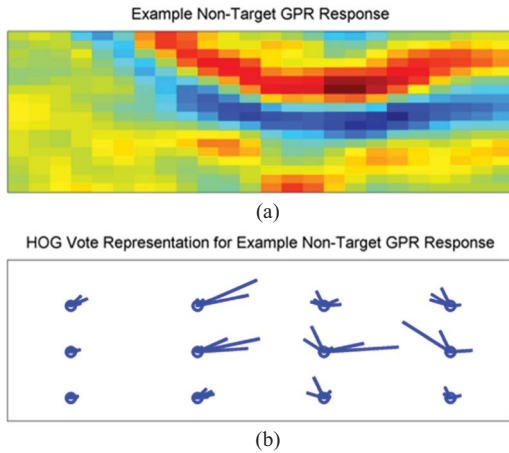 Example Non-Target GPR Response
(a)
HOG Vote Representation for Example Non-Target GPR Response
(b)